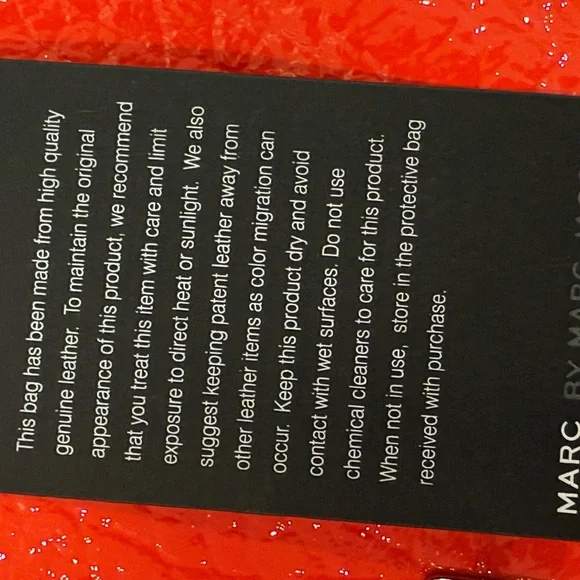 This bag has been made from high quality
genuine leather. To maintain the original
appearance of this product, we recommend
that you treat this item with care and limit
exposure to direct heat or sunlight. We also
suggest keeping patent leather away from
other leather items as color migration can
occur. Keep this product dry and avoid
contact with wet surfaces. Do not use
chemical cleaners to care for this product.
When not in use, store in the protective bag
received with purchase.
MARC BY MARC